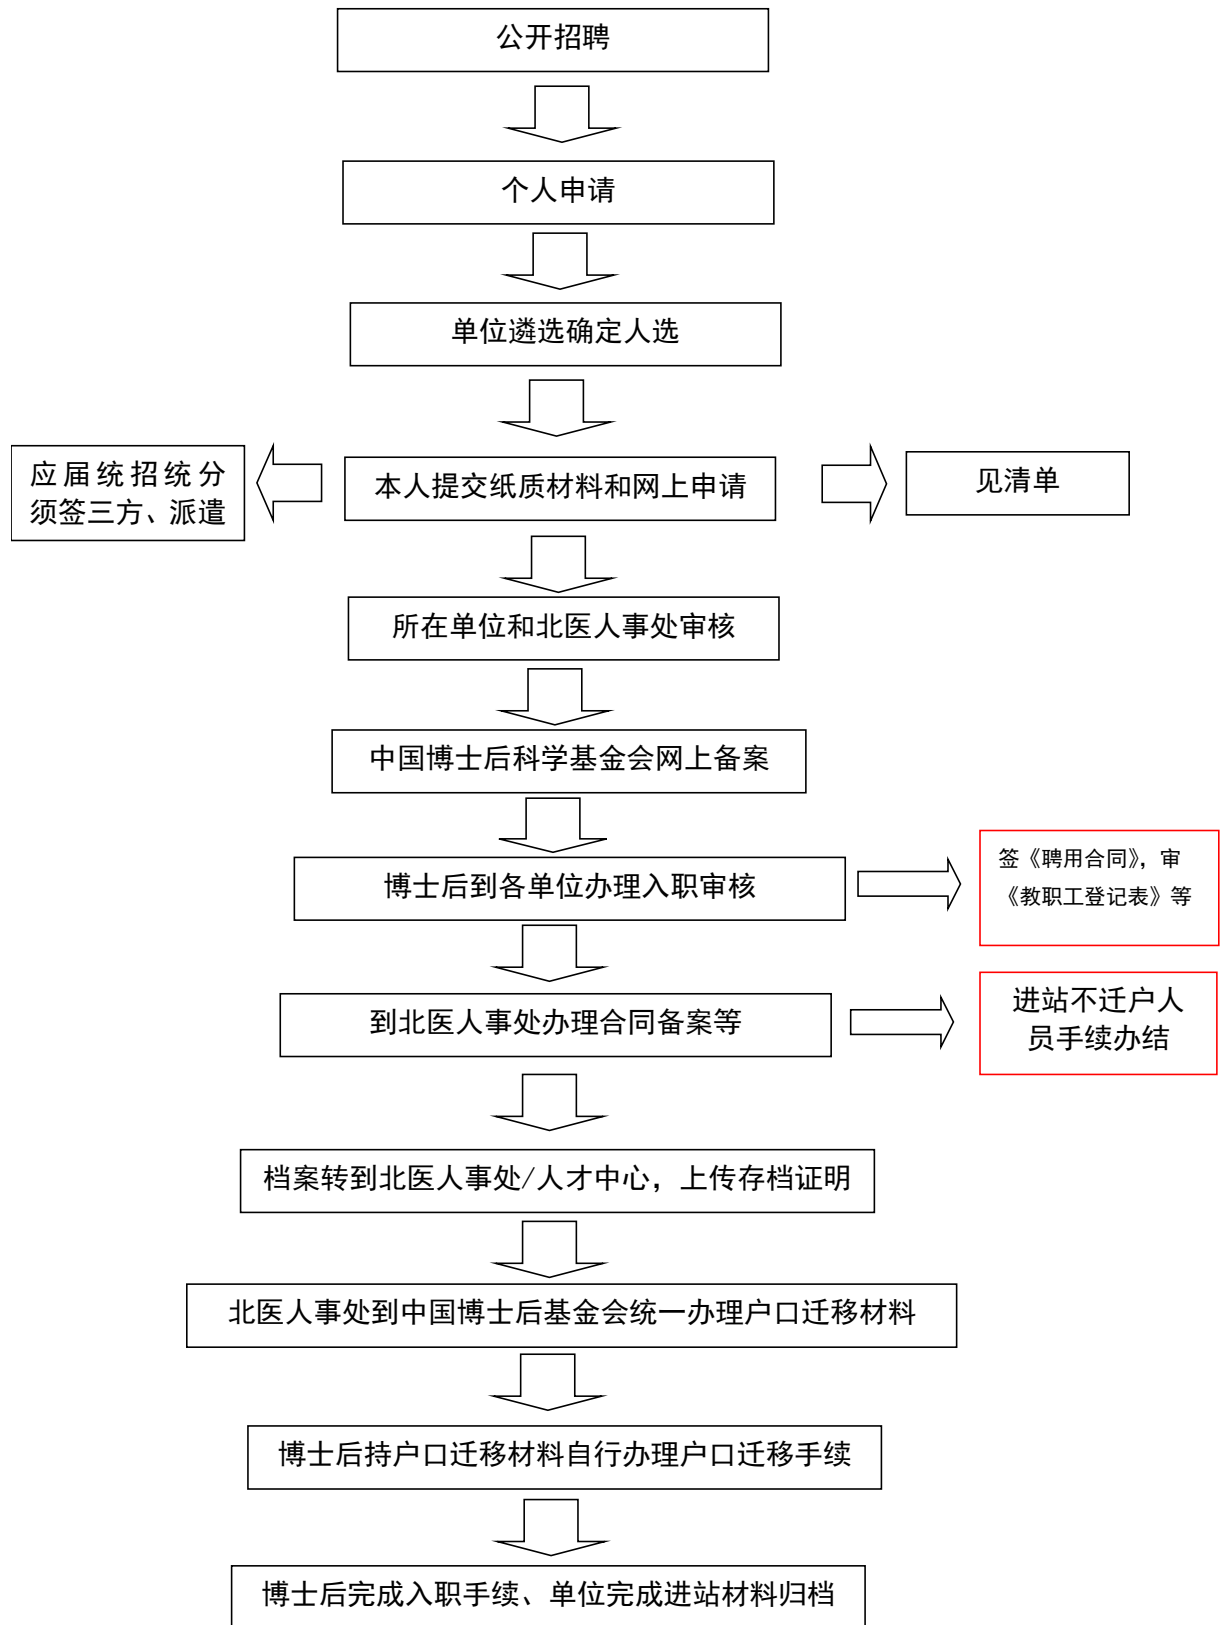 公开招聘
个人申请
单位遴选确定人选
应届统招统分
须签三方、派遣
本人提交纸质材料和网上申请
见清单
所在单位和北医人事处审核
中国博士后科学基金会网上备案
博士后到各单位办理入职审核
签《聘用合同》，审
《教职工登记表》等
到北医人事处办理合同备案等
进站不迁户人
员手续办结
档案转到北医人事处/人才中心，上传存档证明
北医人事处到中国博士后基金会统一办理户口迁移材料
博士后持户口迁移材料自行办理户口迁移手续
博士后完成入职手续、单位完成进站材料归档